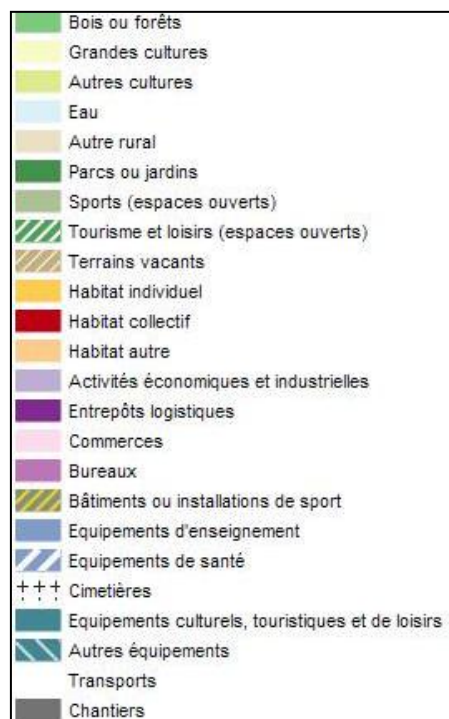 Bois ou forêts
Grandes cultures
Autres cultures
Eau
Autre rural
Parcs ou jardins
Sports (espaces ouverts)
Tourisme et loisirs (espaces ouverts)
Terrains vacants
Habitat individuel
Habitat collectif
Habitat autre
Activités économiques et industrielles
Entrepôts logistiques
Commerces
Bureaux
Bâtiments ou installations de sport
Equipements d'enseignement
Equipements de santé
Cimetières
Equipements culturels, touristiques et de loisirs
Autres équipements
Transports
Chantiers